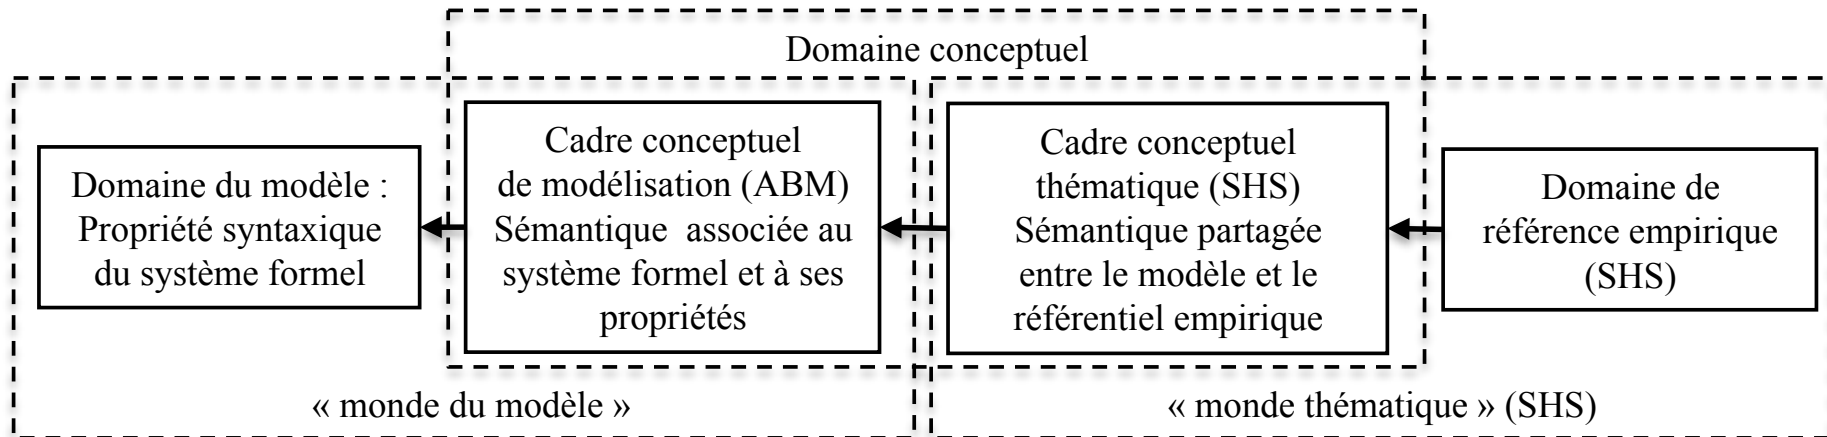 Domaine conceptuel
Domaine du modèle :
Propriété syntaxique
du système formel
Cadre conceptuel
de modélisation (ABM)
Sémantique associée au
système formel et à ses
propriétés
Cadre conceptuel
thématique (SHS)
Sémantique partagée
entre le modèle et le
référentiel empirique
Domaine de
référence empirique
(SHS)
« monde du modèle »
« monde thématique » (SHS)